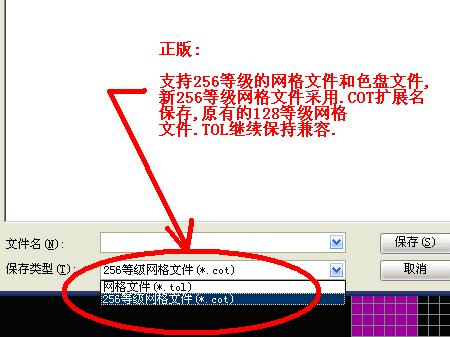 正版:
支持256等级的网格文件和色盘文件,
新256等级网格文件采用.COT扩展名
保存,原有的128等级网格
文件.TOL继续保持兼容.
文件名(N):
保存(S)
保存类型(T):
256等级网格文件(*.cot)
取消
网格文件(*.tol)
256等级网格文件(*.cot)